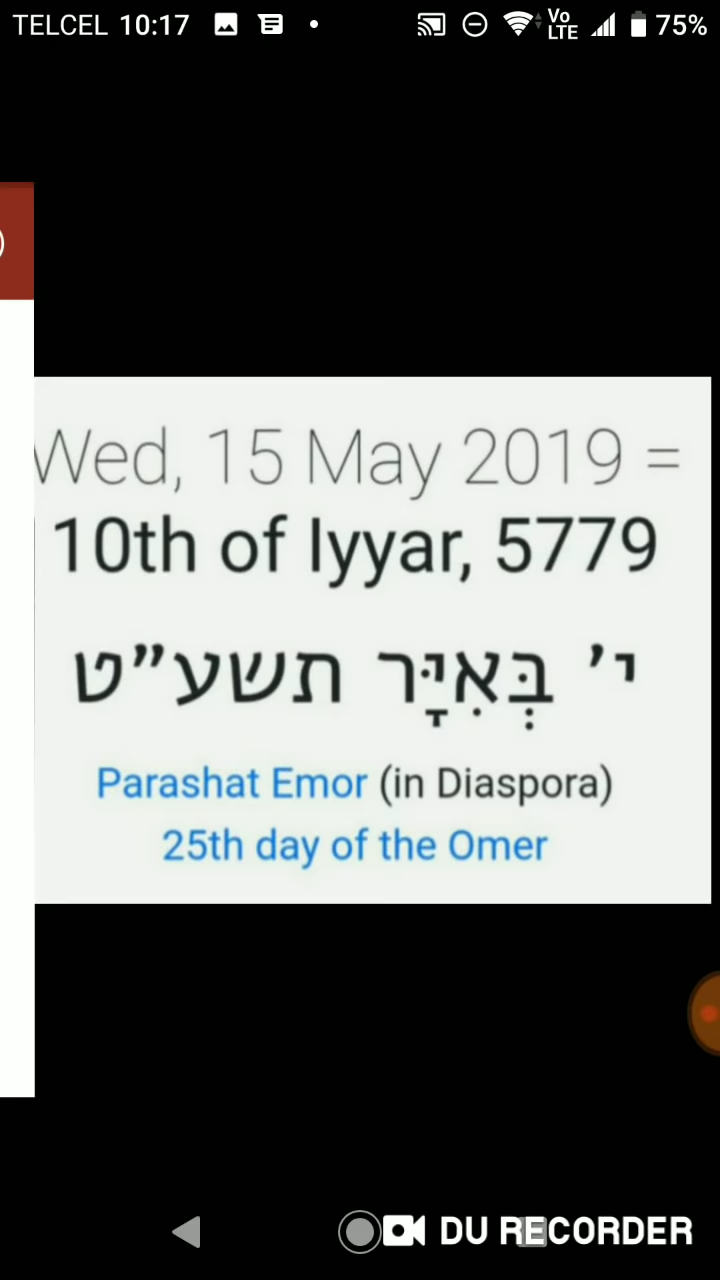 TELCEL 10:17 Vo LTE 75%
Wed, 15 May 2019 =
10th of Iyyar, 5779
י׳ בְּאִיָּר תשע״ט
Parashat Emor (in Diaspora)
25th day of the Omer
DU RECORDER